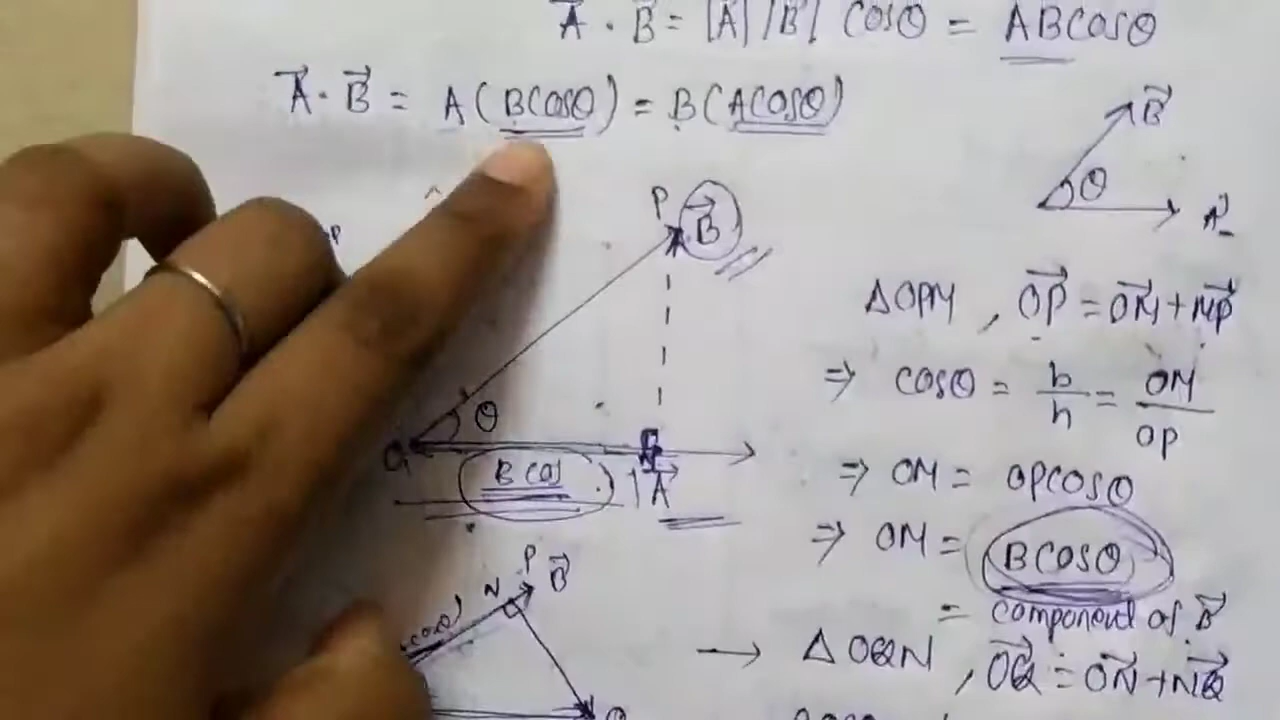 A⃗ . B⃗ = |A⃗| |B⃗| cosθ = ABcosθ
A⃗ . B⃗ = A (Bcosθ) = B (Acosθ)
B⃗
θ
A⃗
P B⃗
θ
O
Bcos
A⃗
ΔOPM , OP⃗ = OM⃗ + MP⃗
⇒ cosθ = b/h = OM/OP
⇒ OM = OPcosθ
⇒ OM = Bcosθ
= component of B⃗
→ ΔOQN , OQ⃗ = ON⃗ + NQ⃗
N P B⃗
cosθ)